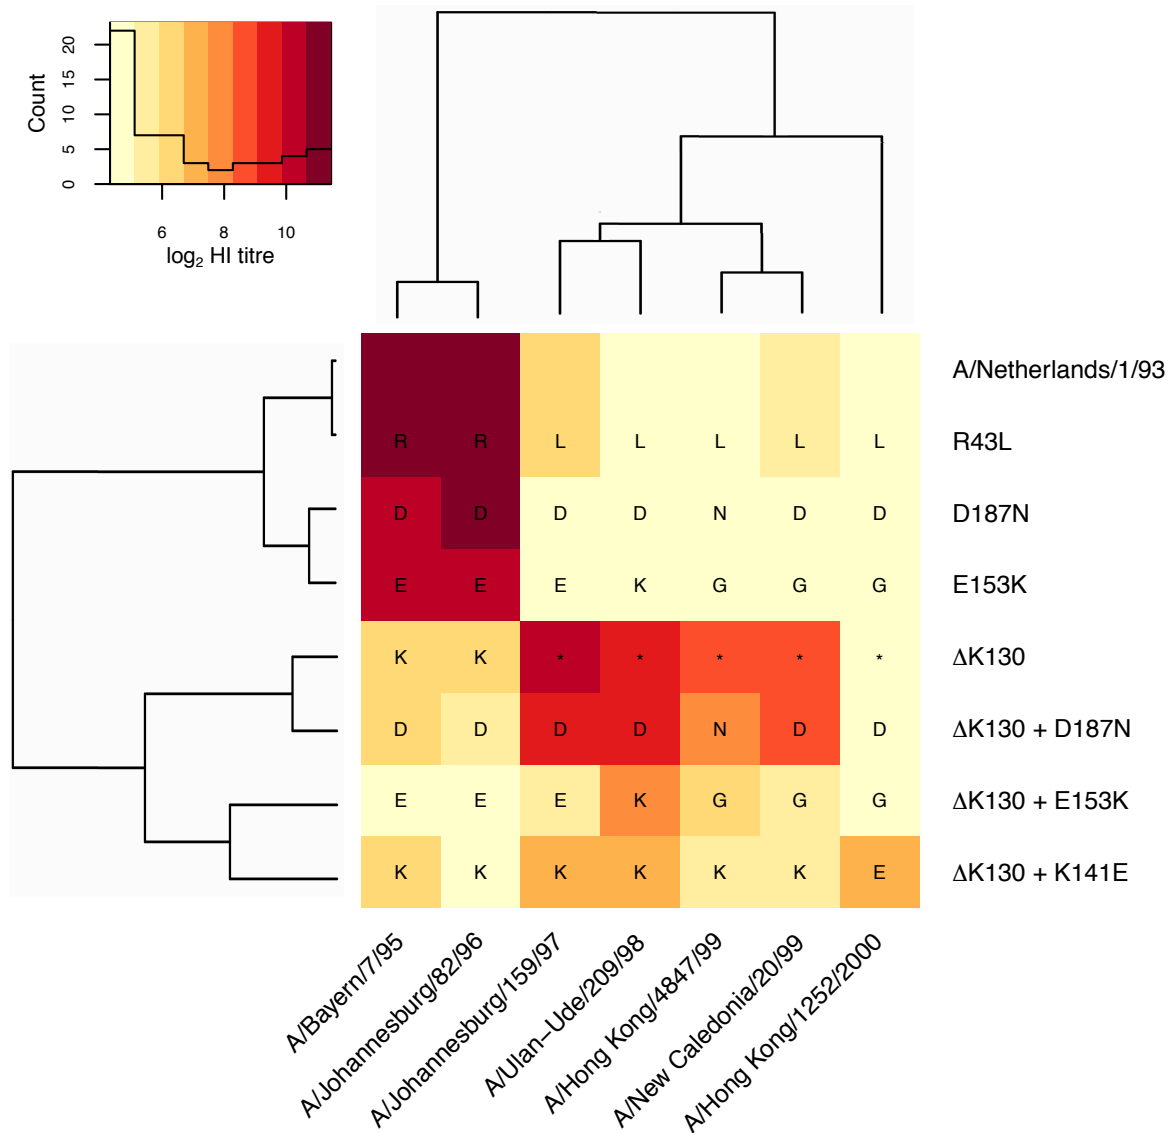 Count
0 5 10 15 20
6 8 10
log₂ HI titre
A/Netherlands/1/93
R R L L L L L R43L
D D D D N D D D187N
E E E K G G G E153K
K K * * * * * ΔK130
D D D D N D D ΔK130 + D187N
E E E K G G G ΔK130 + E153K
K K K K K K E ΔK130 + K141E
A/Bayern/7/95
A/Johannesburg/82/96
A/Johannesburg/159/97
A/Ulan−Ude/209/98
A/Hong Kong/4847/99
A/New Caledonia/20/99
A/Hong Kong/1252/2000